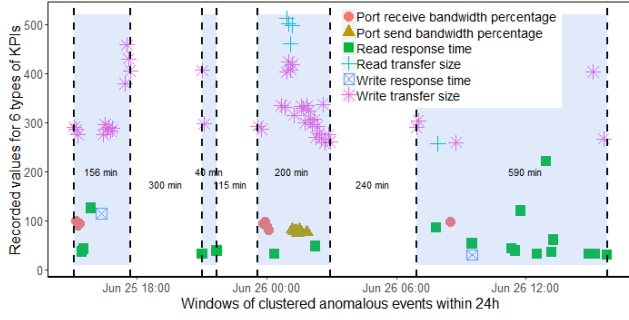 Recorded values for 6 types of KPIs
500
400
300
200
100
0
Port receive bandwidth percentage
Port send bandwidth percentage
Read response time
Read transfer size
Write response time
Write transfer size
156 min
40 min
200 min
590 min
300 min
115 min
240 min
Jun 25 18:00
Jun 26 00:00
Jun 26 06:00
Jun 26 12:00
Windows of clustered anomalous events within 24h